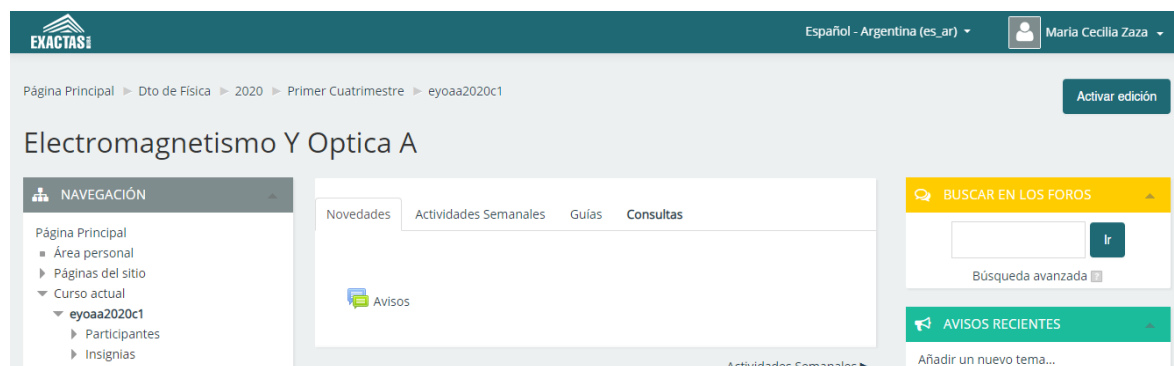 EXACTAS
Español - Argentina (es_ar)
Maria Cecilia Zaza
Página Principal ▶ Dto de Física ▶ 2020 ▶ Primer Cuatrimestre ▶ eyoaa2020c1
Activar edición
Electromagnetismo Y Optica A
NAVEGACIÓN
Página Principal
Área personal
Páginas del sitio
Curso actual
eyoaa2020c1
Participantes
Insignias
Novedades Actividades Semanales Guías Consultas
Avisos
Actividades Semanales ▶
BUSCAR EN LOS FOROS
Ir
Búsqueda avanzada ?
AVISOS RECIENTES
Añadir un nuevo tema...